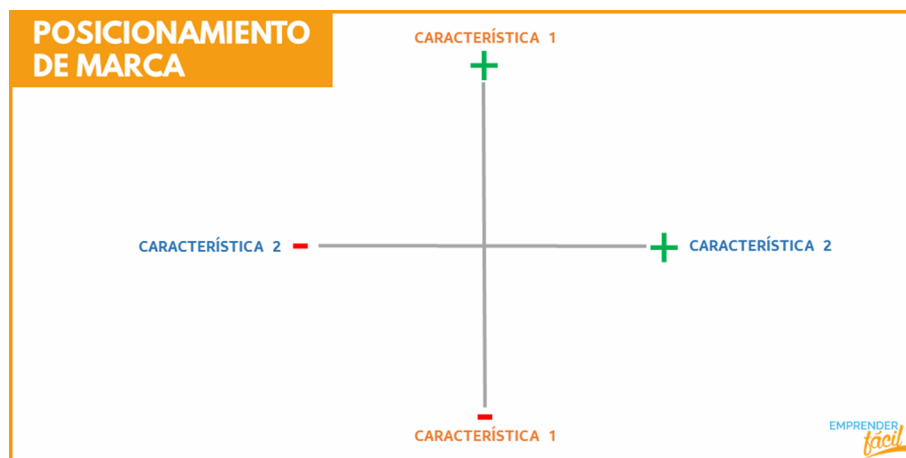 POSICIONAMIENTO
DE MARCA
CARACTERÍSTICA 1
+
CARACTERÍSTICA 2 -
+ CARACTERÍSTICA 2
-
CARACTERÍSTICA 1
EMPRENDER
fácil